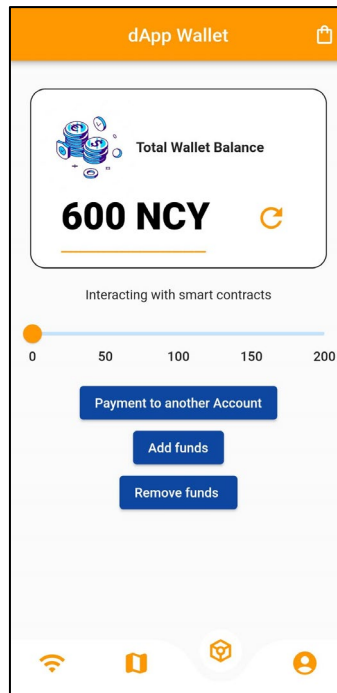 dApp Wallet
Total Wallet Balance
600 NCY
Interacting with smart contracts
0 50 100 150 200
Payment to another Account
Add funds
Remove funds